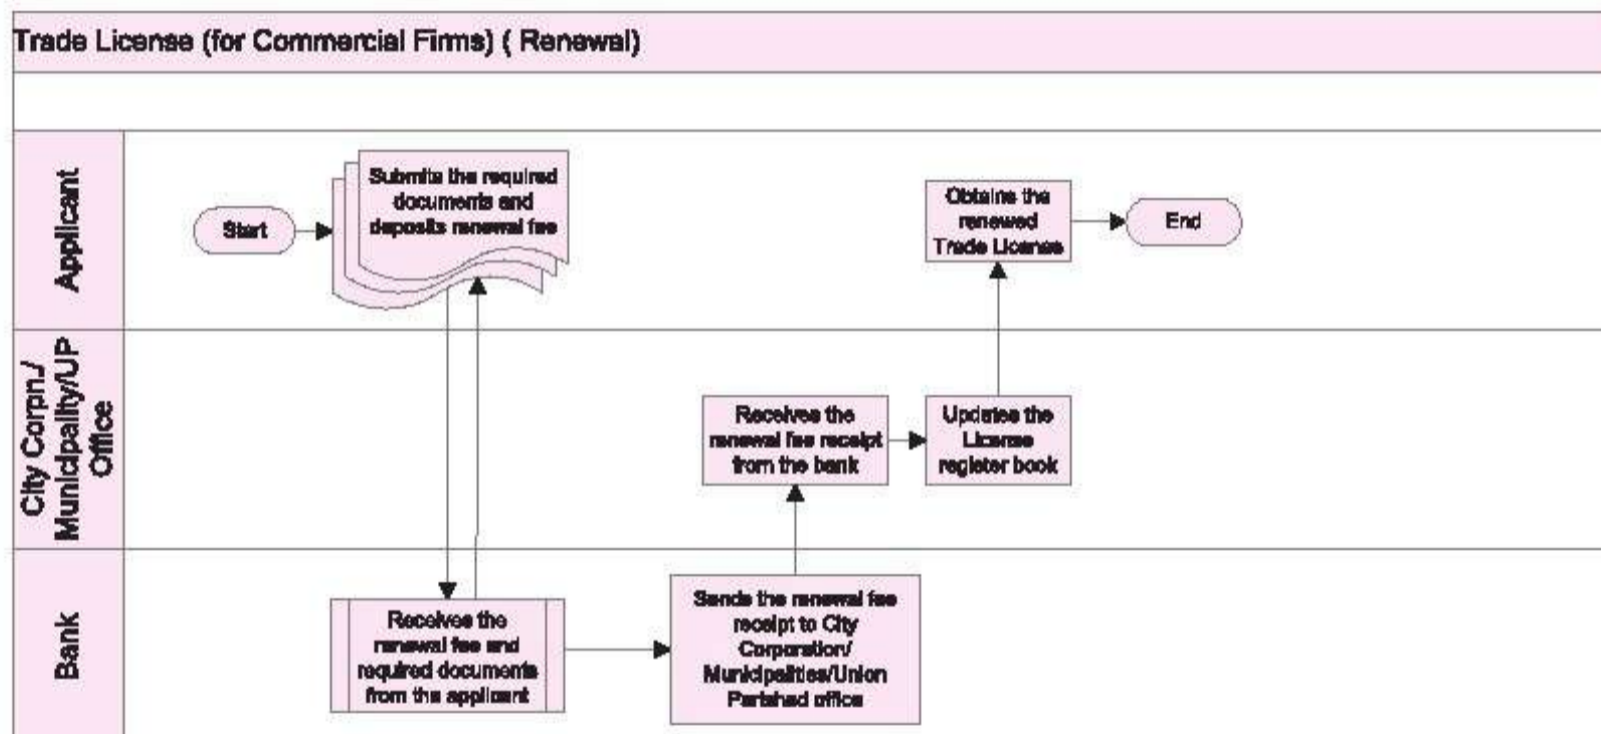 Trade License (for Commercial Firms) ( Renewal)
Applicant
Start
Submits the required
documents and
deposits renewal fee
Obtains the
renewed
Trade License
End
City Corpn./
Municipality/UP
Office
Receives the
renewal fee receipt
from the bank
Updates the
License
register book
Bank
Receives the
renewal fee and
required documents
from the applicant
Sends the renewal fee
receipt to City
Corporation/
Municipalities/Union
Parishad office